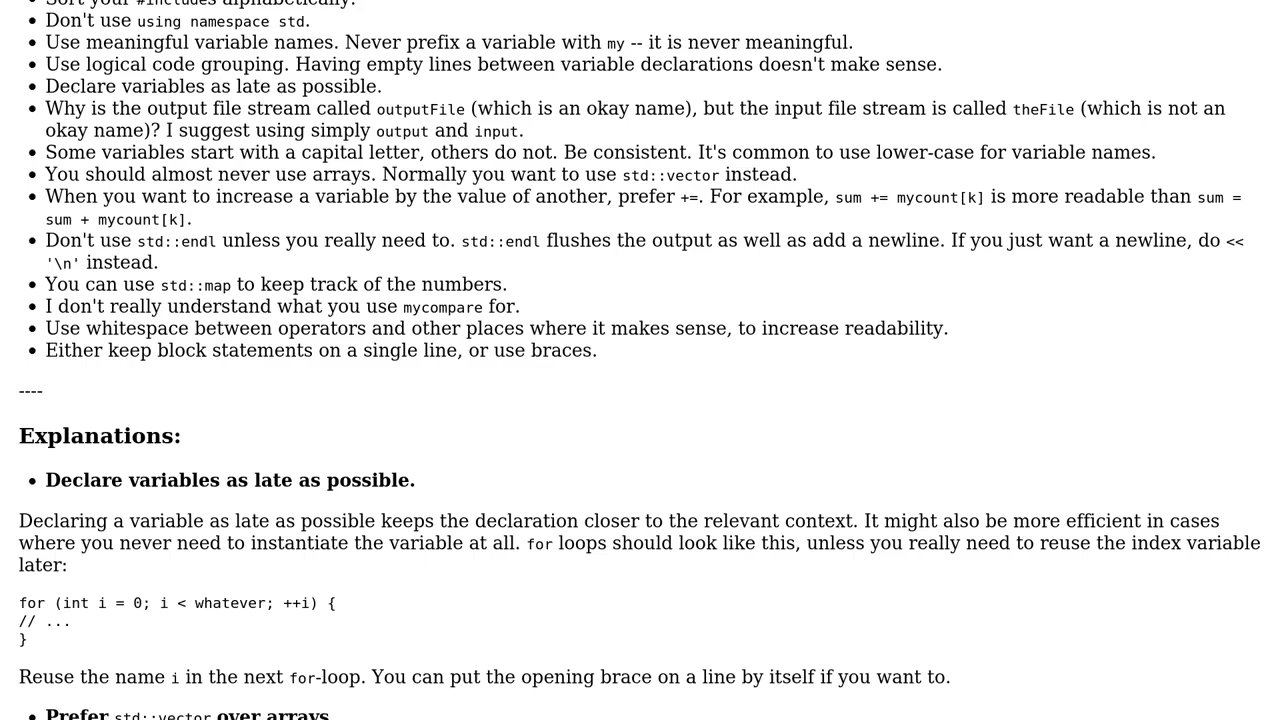 Sort your #includes alphabetically.
Don't use using namespace std.
Use meaningful variable names. Never prefix a variable with my -- it is never meaningful.
Use logical code grouping. Having empty lines between variable declarations doesn't make sense.
Declare variables as late as possible.
Why is the output file stream called outputFile (which is an okay name), but the input file stream is called theFile (which is not an
okay name)? I suggest using simply output and input.
Some variables start with a capital letter, others do not. Be consistent. It's common to use lower-case for variable names.
You should almost never use arrays. Normally you want to use std::vector instead.
When you want to increase a variable by the value of another, prefer +=. For example, sum += mycount[k] is more readable than sum =
sum + mycount[k].
Don't use std::endl unless you really need to. std::endl flushes the output as well as add a newline. If you just want a newline, do <<
'\n' instead.
You can use std::map to keep track of the numbers.
I don't really understand what you use mycompare for.
Use whitespace between operators and other places where it makes sense, to increase readability.
Either keep block statements on a single line, or use braces.
----
Explanations:
Declare variables as late as possible.
Declaring a variable as late as possible keeps the declaration closer to the relevant context. It might also be more efficient in cases
where you never need to instantiate the variable at all. for loops should look like this, unless you really need to reuse the index variable
later:
for (int i = 0; i < whatever; ++i) {
// ...
}
Reuse the name i in the next for-loop. You can put the opening brace on a line by itself if you want to.
Prefer std::vector over arrays